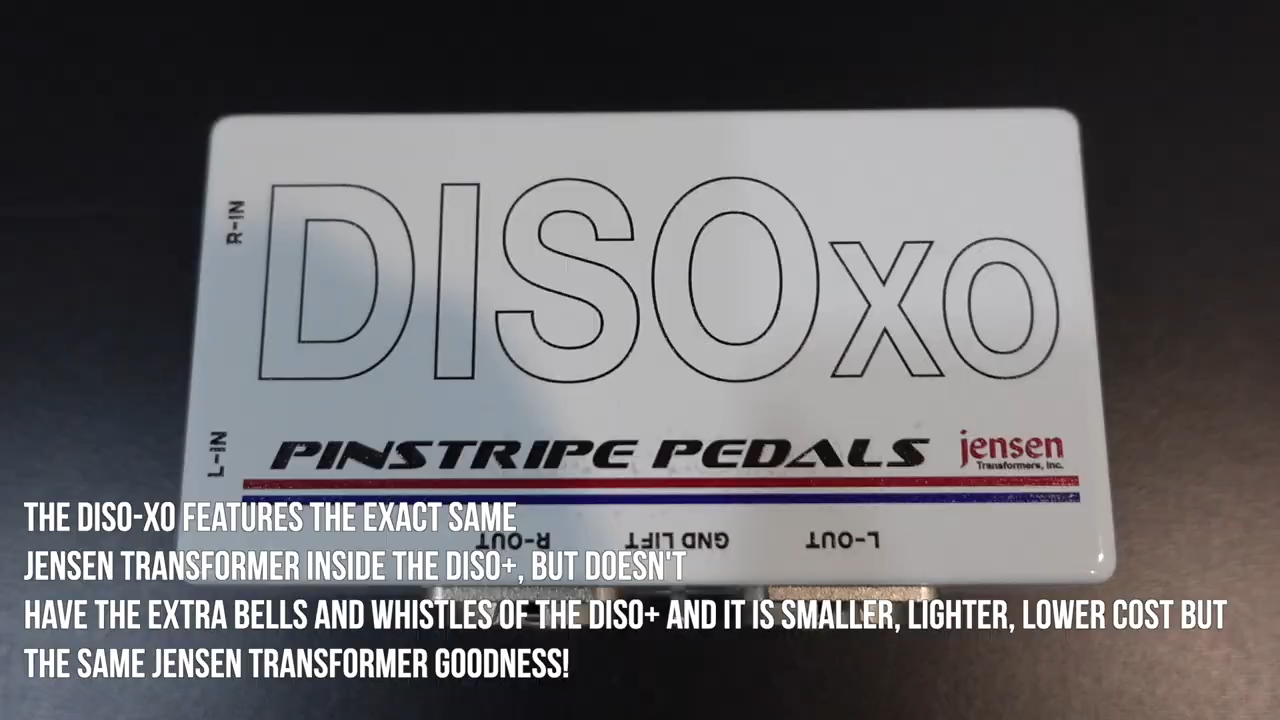 R-IN
DISOxo
L-IN
PINSTRIPE PEDALS
jensen
Transformers, Inc.
R-OUT
GND LIFT
L-OUT
THE DISO-XO FEATURES THE EXACT SAME
JENSEN TRANSFORMER INSIDE THE DISO+, BUT DOESN'T
HAVE THE EXTRA BELLS AND WHISTLES OF THE DISO+ AND IT IS SMALLER, LIGHTER, LOWER COST BUT
THE SAME JENSEN TRANSFORMER GOODNESS!